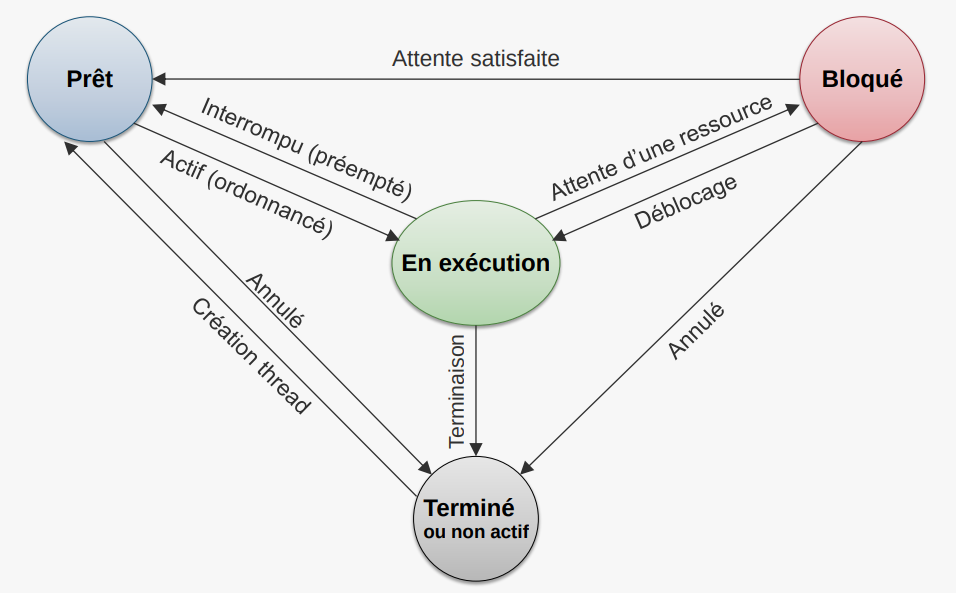 Prêt
Attente satisfaite
Bloqué
Interrompu (préempté)
Actif (ordonnancé)
Attente d’une ressource
Déblocage
En exécution
Annulé
Création thread
Terminaison
Annulé
Terminé
ou non actif